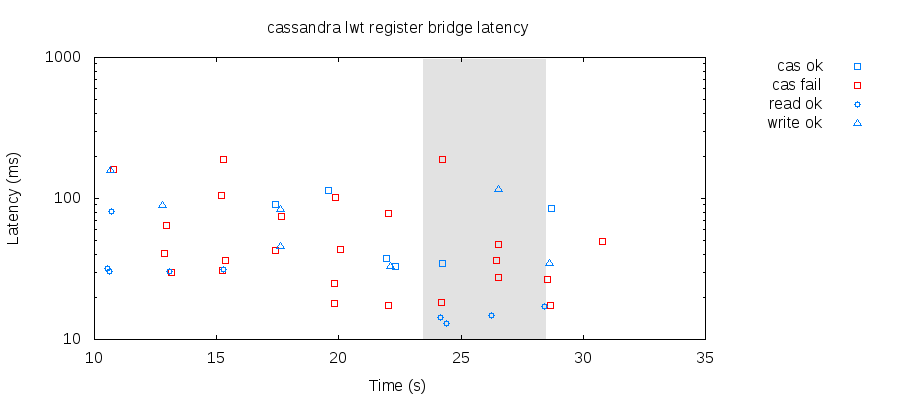 cassandra lwt register bridge latency
cas ok
cas fail
read ok
write ok
Latency (ms)
1000
100
10
10 15 20 25 30 35
Time (s)